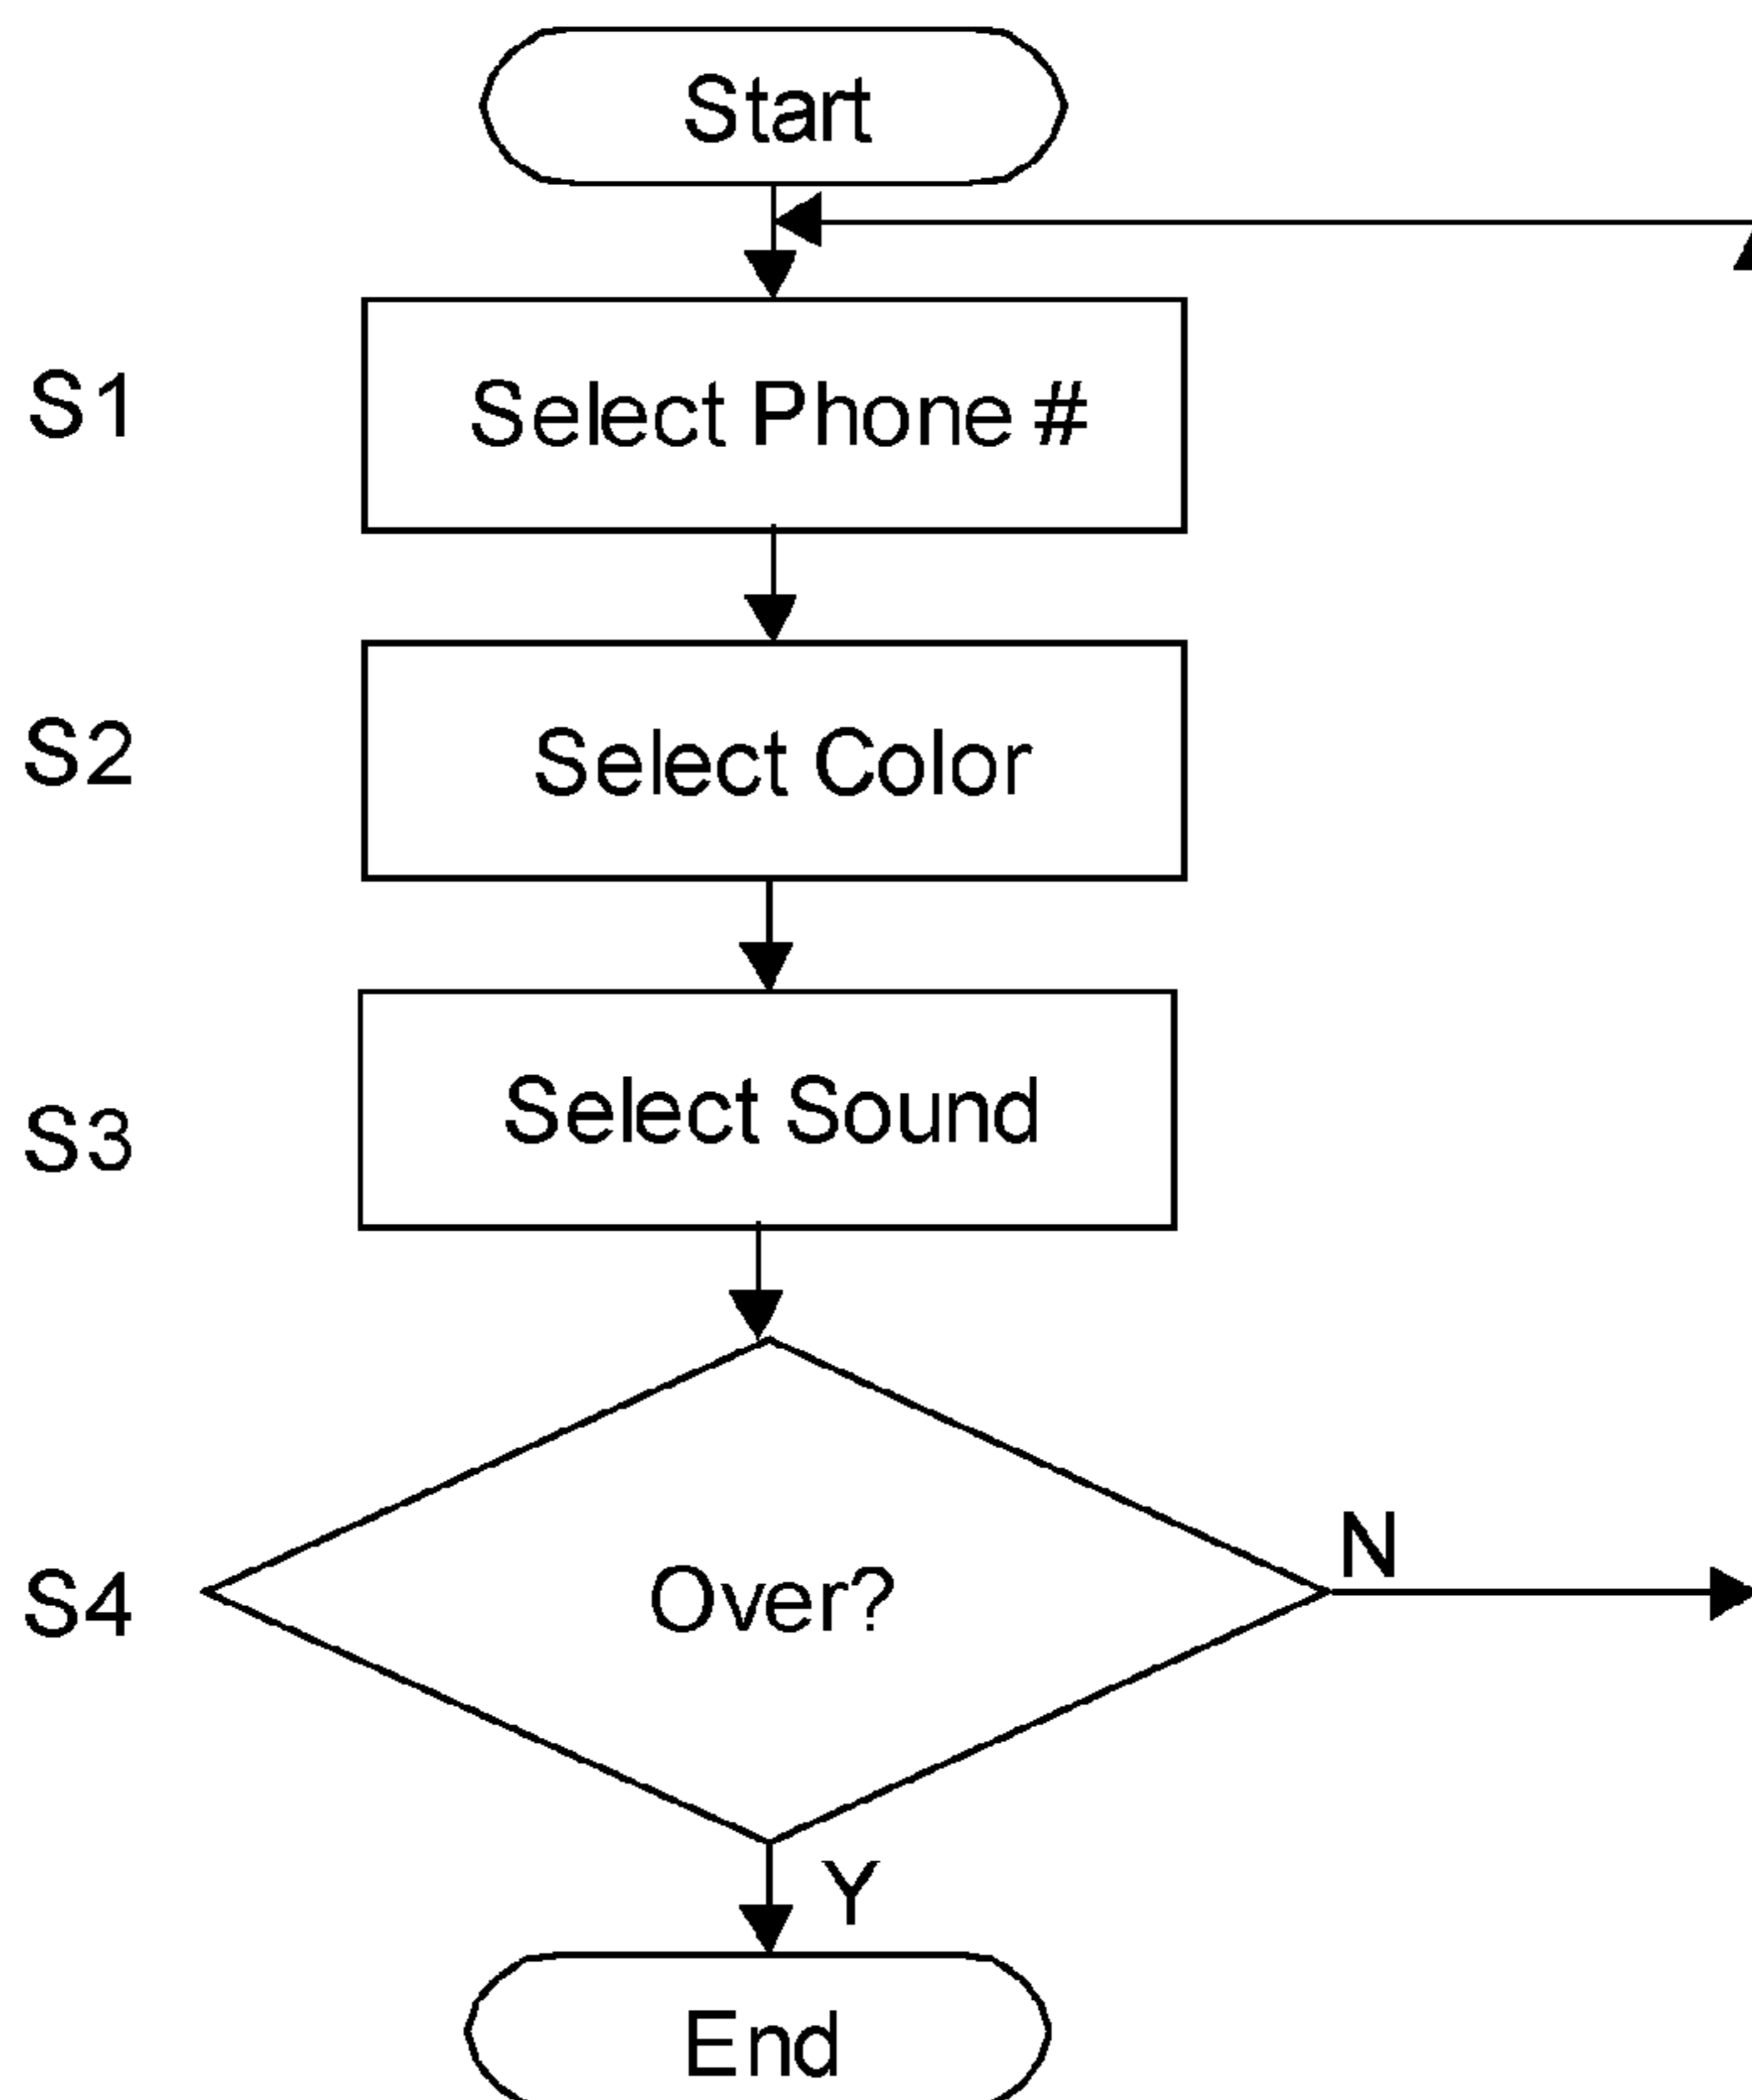 Start
S1
Select Phone #
S2
Select Color
S3
Select Sound
S4
Over?
N
Y
End